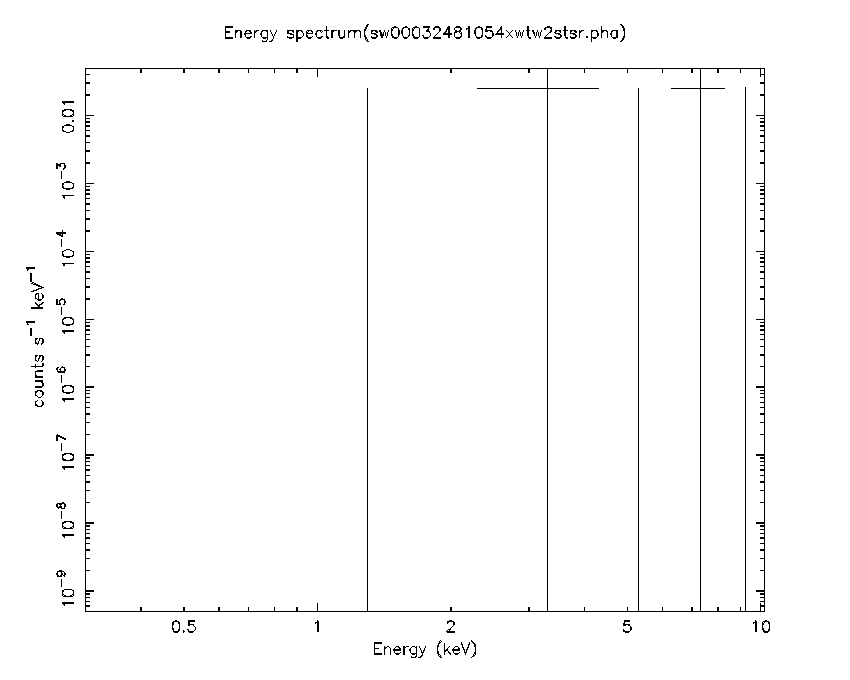 Energy spectrum(sw00032481054xwtw2stsr.pha)
counts s⁻¹ keV⁻¹
0.01
10⁻³
10⁻⁴
10⁻⁵
10⁻⁶
10⁻⁷
10⁻⁸
10⁻⁹
0.5 1 2 5 10
Energy (keV)